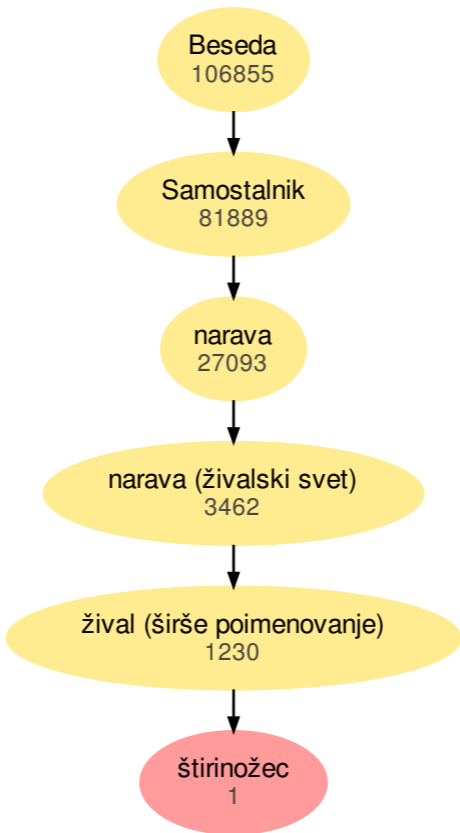 Beseda
106855
Samostalnik
81889
narava
27093
narava (živalski svet)
3462
žival (širše poimenovanje)
1230
štirinožec
1